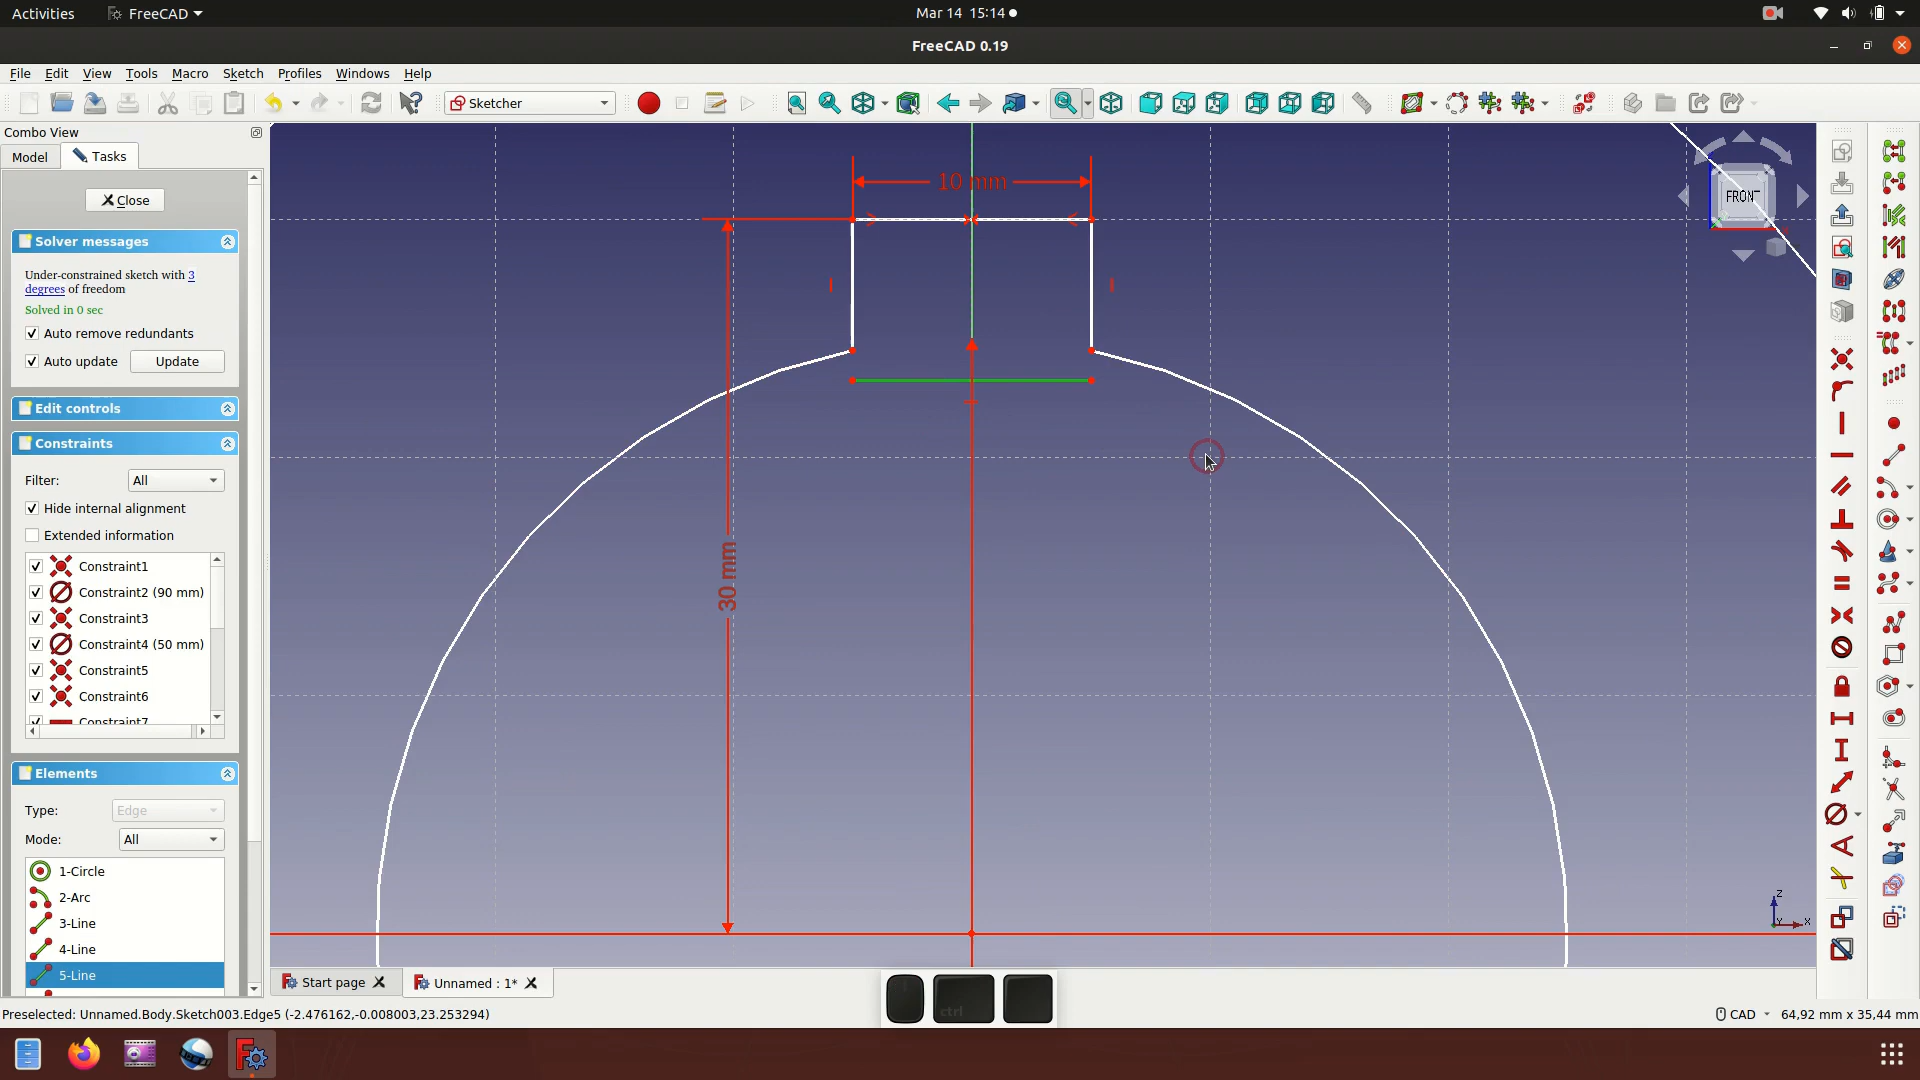 Activities FreeCAD Mar 14 15:14
FreeCAD 0.19
File Edit View Tools Macro Sketch Profiles Windows Help
Sketcher
Combo View
Model Tasks
Close
Solver messages
Under-constrained sketch with 3
degrees of freedom
Solved in 0 sec
Auto remove redundants
Auto update Update
Edit controls
Constraints
Filter: All
Hide internal alignment
Extended information
Constraint1
Constraint2 (90 mm)
Constraint3
Constraint4 (50 mm)
Constraint5
Constraint6
Constraint7
Elements
Type: Edge
Mode: All
1-Circle
2-Arc
3-Line
4-Line
5-Line
10 mm
30 mm
FRONT
Z
Y
X
Start page Unnamed : 1*
ctrl
Preselected: Unnamed.Body.Sketch003.Edge5 (-2.476162,-0.008003,23.253294) CAD 64,92 mm x 35,44 mm